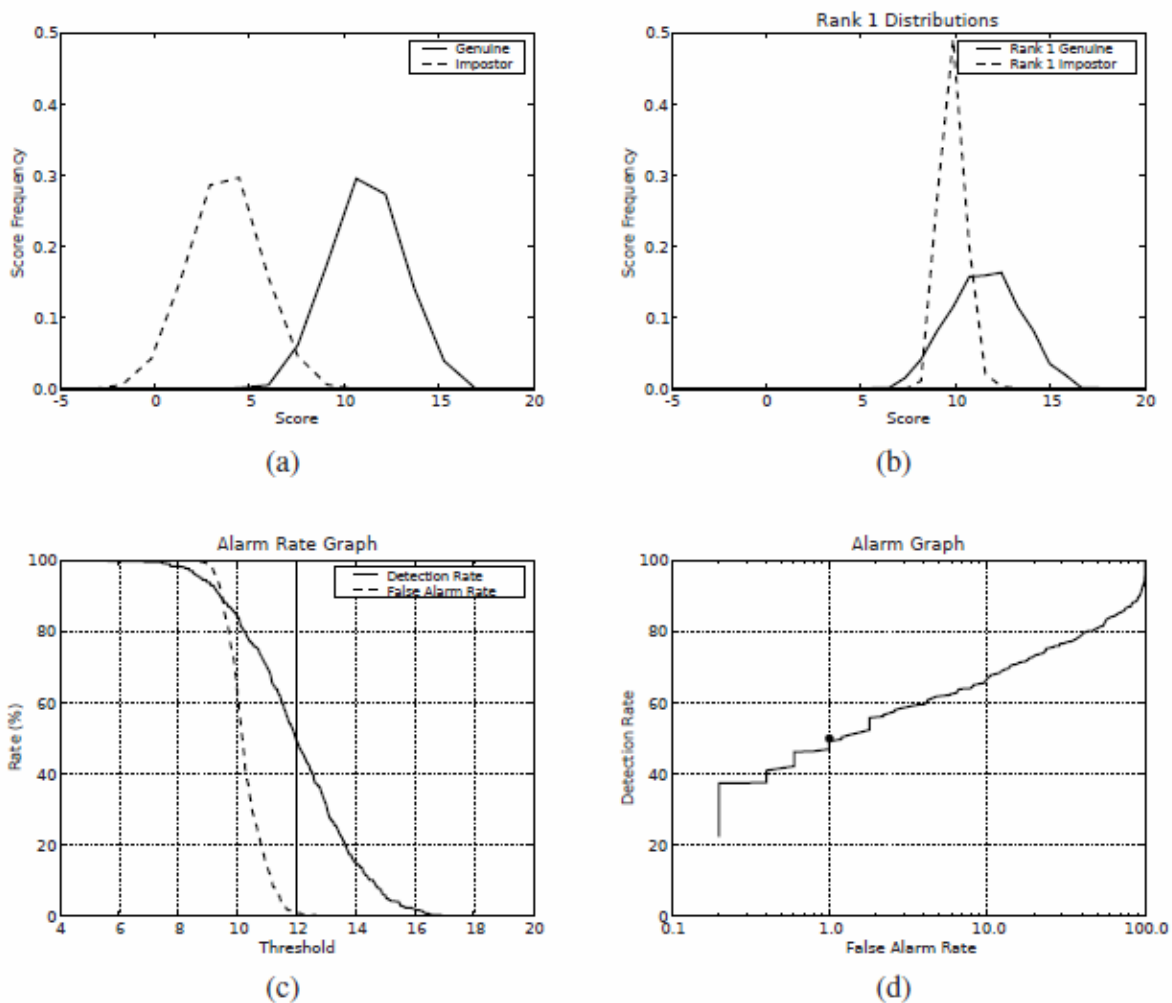 0.5
0.4
0.3
0.2
0.1
0.0
-5
0
5
10
15
20
Score Frequency
Score
Genuine
Impostor
(a)
Rank 1 Distributions
0.5
0.4
0.3
0.2
0.1
0.0
-5
0
5
10
15
20
Score Frequency
Score
Rank 1 Genuine
Rank 1 Impostor
(b)
Alarm Rate Graph
100
80
60
40
20
0
4
6
8
10
12
14
16
18
20
Rate (%)
Threshold
Detection Rate
False Alarm Rate
(c)
Alarm Graph
100
80
60
40
20
0
0.1
1.0
10.0
100.0
Detection Rate
False Alarm Rate
(d)